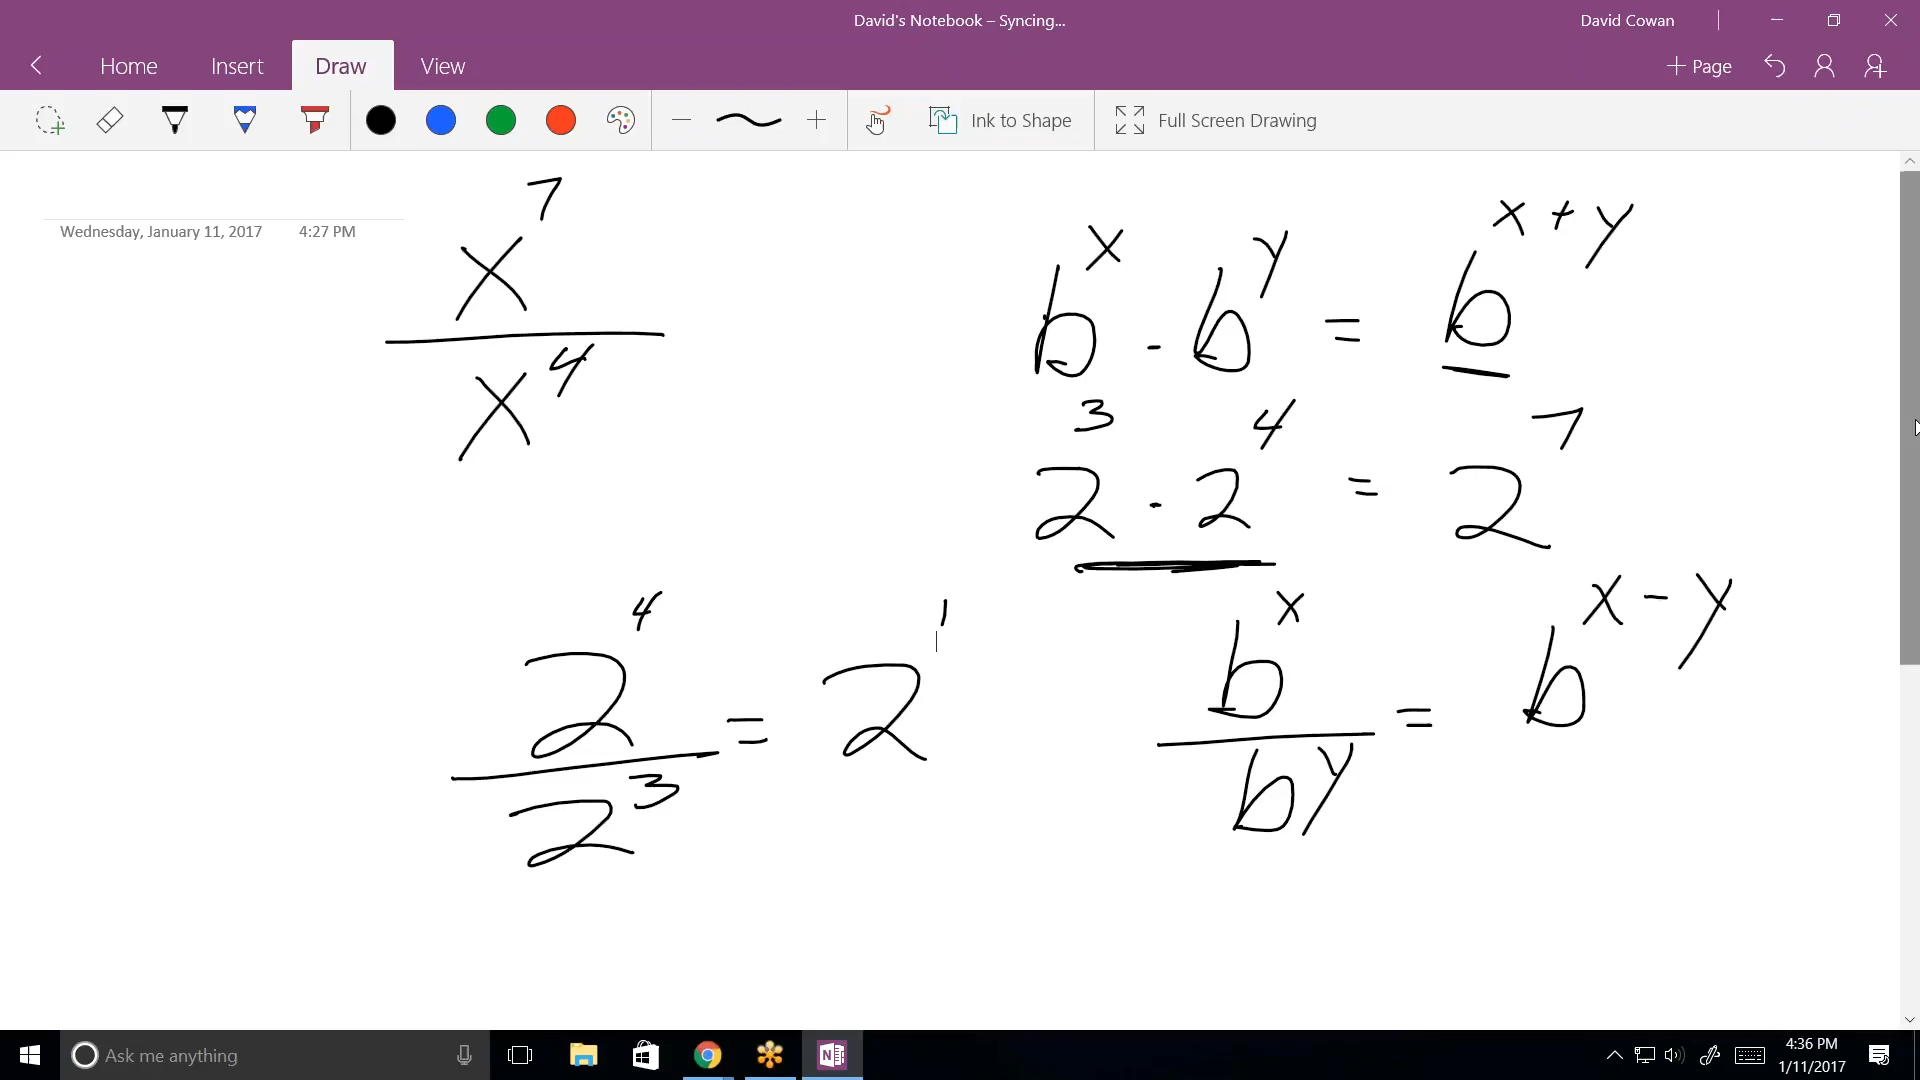 David's Notebook – Syncing...
David Cowan
Home Insert Draw View
Page
Ink to Shape
Full Screen Drawing
Wednesday, January 11, 2017 4:27 PM
x^7
x^4
b^x · b^y = b^(x + y)
2^3 · 2^4 = 2^7
2^4
2^3
= 2^1
b^x
b^y
= b^(x - y)
Ask me anything
4:36 PM
1/11/2017